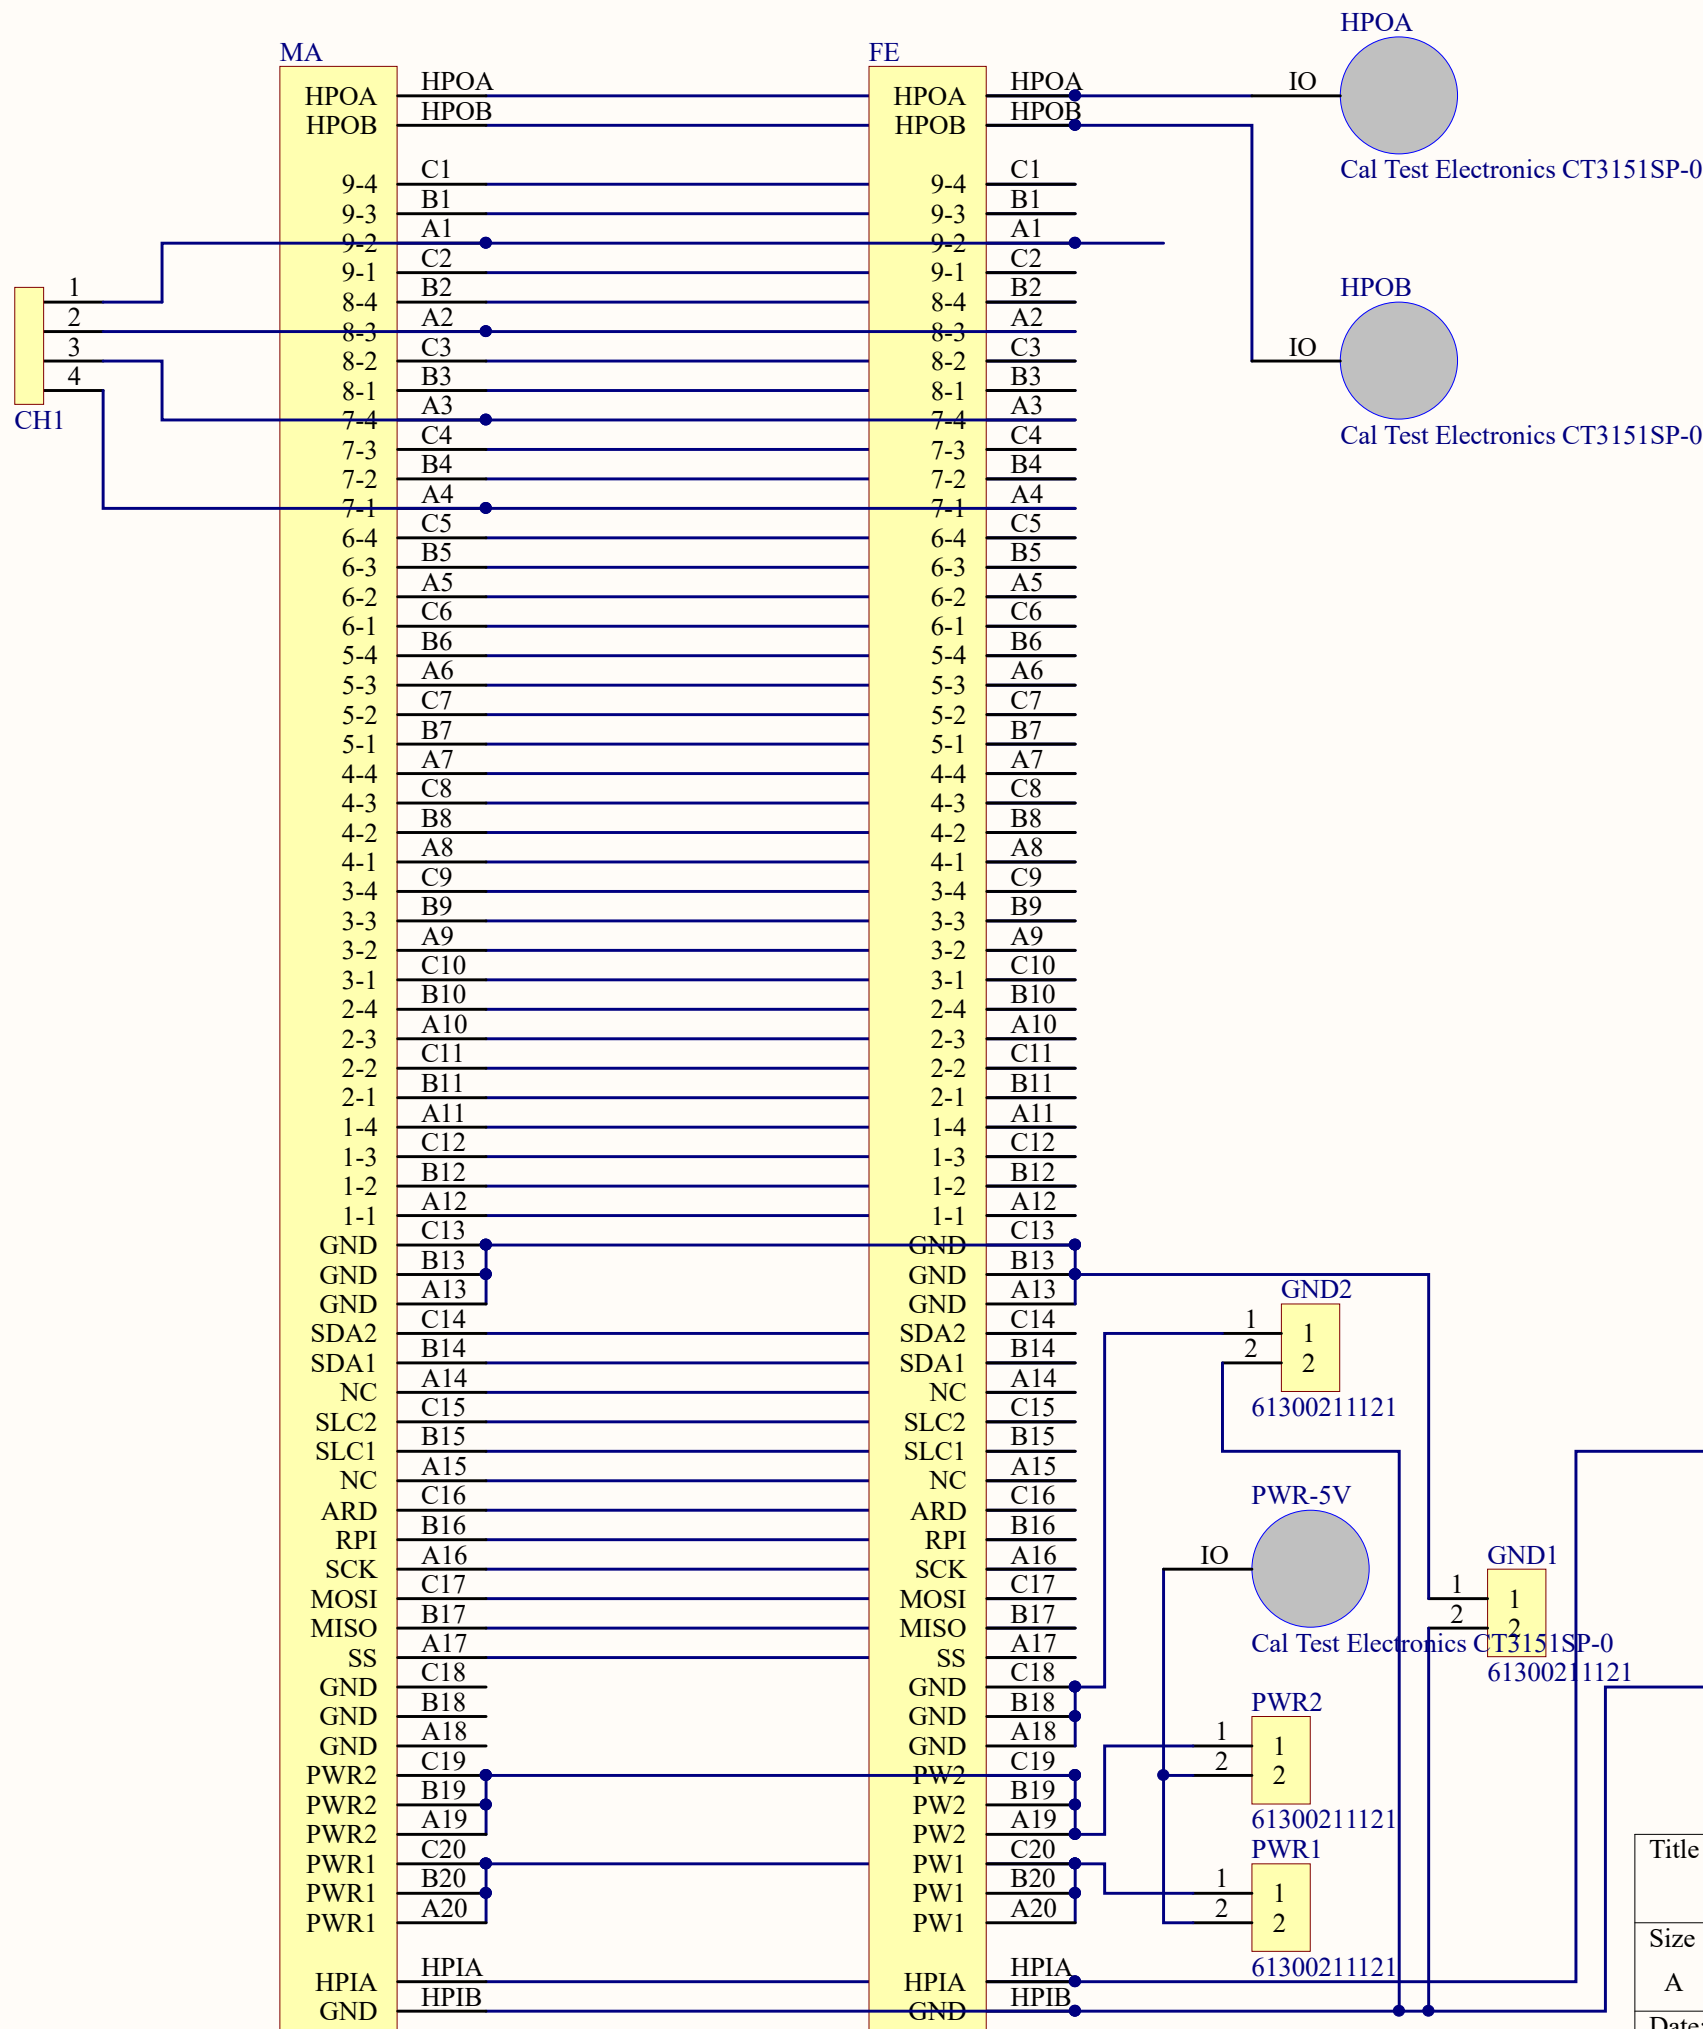 HPOA
MA
FE
HPOA HPOA HPOA HPOA IO
HPOB HPOB HPOB HPOB
Cal Test Electronics CT3151SP-0
9-4 C1 9-4 C1
9-3 B1 9-3 B1
9-2 A1 9-2 A1
9-1 C2 9-1 C2
HPOB
1 8-4 B2 8-4 B2
2 8-3 A2 8-3 A2
3 8-2 C3 8-2 C3 IO
4 8-1 B3 8-1 B3
CH1 7-4 A3 7-4 A3
7-3 C4 7-3 C4 Cal Test Electronics CT3151SP-0
7-2 B4 7-2 B4
7-1 A4 7-1 A4
6-4 C5 6-4 C5
6-3 B5 6-3 B5
6-2 A5 6-2 A5
6-1 C6 6-1 C6
5-4 B6 5-4 B6
5-3 A6 5-3 A6
5-2 C7 5-2 C7
5-1 B7 5-1 B7
4-4 A7 4-4 A7
4-3 C8 4-3 C8
4-2 B8 4-2 B8
4-1 A8 4-1 A8
3-4 C9 3-4 C9
3-3 B9 3-3 B9
3-2 A9 3-2 A9
3-1 C10 3-1 C10
2-4 B10 2-4 B10
2-3 A10 2-3 A10
2-2 C11 2-2 C11
2-1 B11 2-1 B11
1-4 A11 1-4 A11
1-3 C12 1-3 C12
1-2 B12 1-2 B12
1-1 A12 1-1 A12
GND C13 GND C13
GND B13 GND B13
GND A13 GND A13 GND2
SDA2 C14 SDA2 C14 1 1
SDA1 B14 SDA1 B14 2 2
NC A14 NC A14
SLC2 C15 SLC2 C15 61300211121
SLC1 B15 SLC1 B15
NC A15 NC A15
ARD C16 ARD C16 PWR-5V
RPI B16 RPI B16
SCK A16 SCK A16 IO GND1
MOSI C17 MOSI C17 1 1
MISO B17 MISO B17 2 2
SS A17 SS A17 Cal Test Electronics CT3151SP-0
GND C18 GND C18 61300211121
GND B18 GND B18 PWR2
GND A18 GND A18 1 1
PWR2 C19 PW2 C19 2 2
PWR2 B19 PW2 B19
PWR2 A19 PW2 A19 61300211121
PWR1 C20 PW1 C20 PWR1 Title
PWR1 B20 PW1 B20 1 1
PWR1 A20 PW1 A20 2 2
Size
HPIA HPIA HPIA HPIA 61300211121 A
GND HPIB GND HPIB
Date: